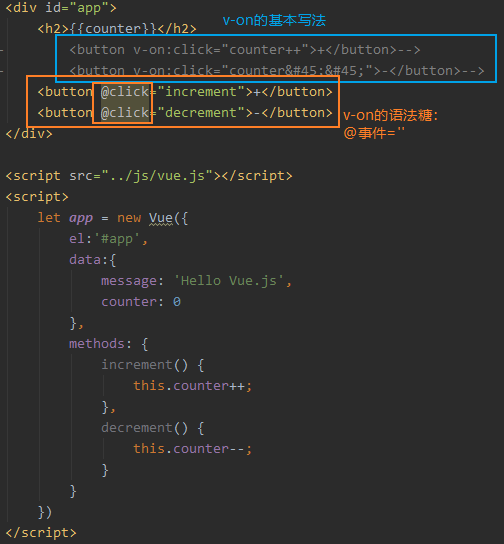 <div id="app">
v-on的基本写法
<h2>{{counter}}</h2>
<button v-on:click="counter++">+</button>-->
<button v-on:click="counter&#45;&#45;">-</button>-->
<button @click="increment">+</button>
<button @click="decrement">-</button>
v-on的语法糖：
@事件=''
</div>
<script src="../js/vue.js"></script>
<script>
let app = new Vue({
el:'#app',
data:{
message: 'Hello Vue.js',
counter: 0
},
methods: {
increment() {
this.counter++;
},
decrement() {
this.counter--;
}
}
})
</script>